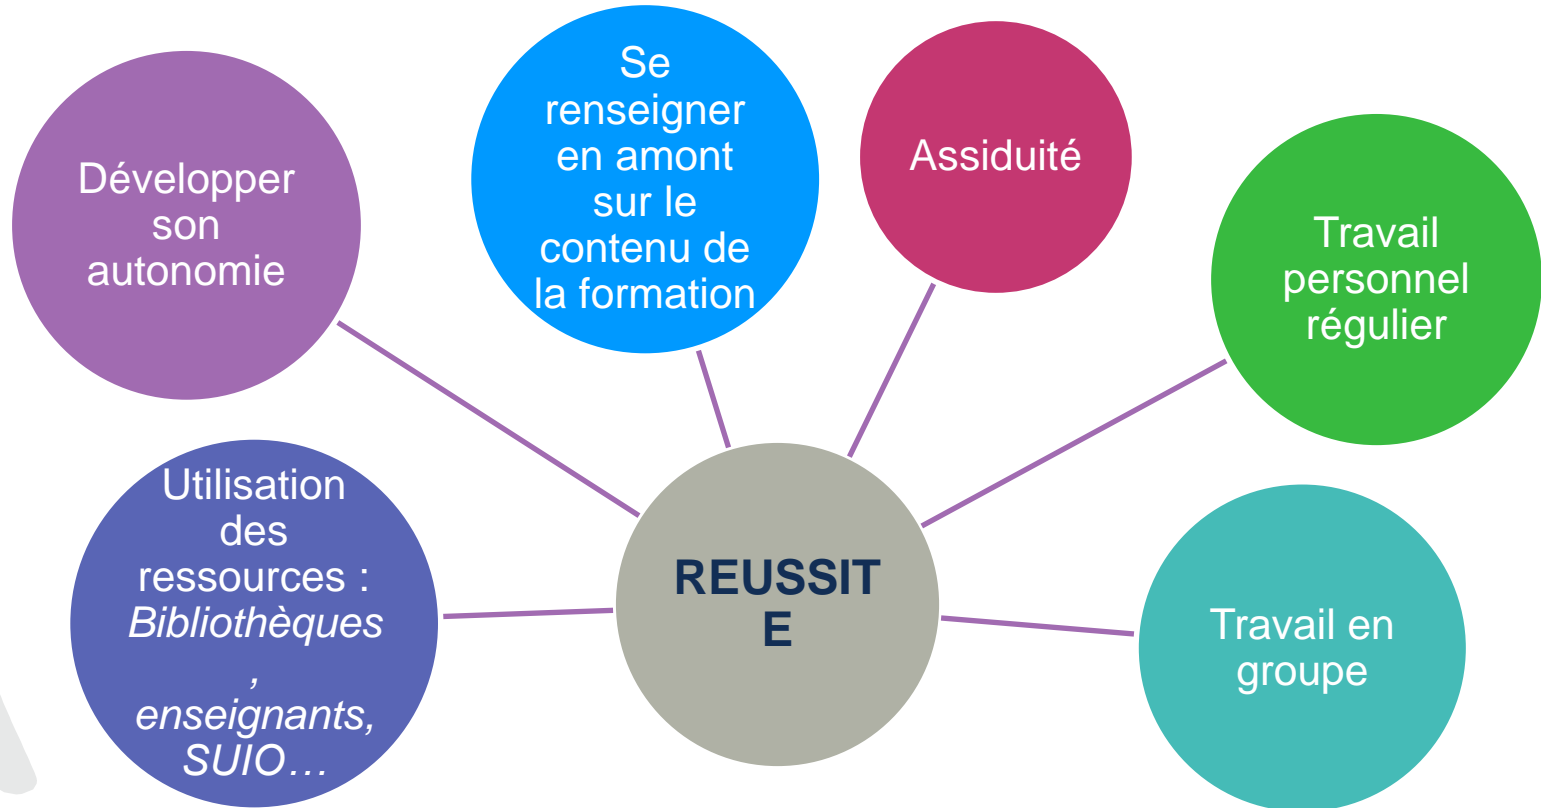 Développer
son
autonomie
Se
renseigner
en amont
sur le
contenu de
la formation
Assiduité
Travail
personnel
régulier
Utilisation
des
ressources :
Bibliothèques
,
enseignants,
SUIO…
REUSSIT
E
Travail en
groupe